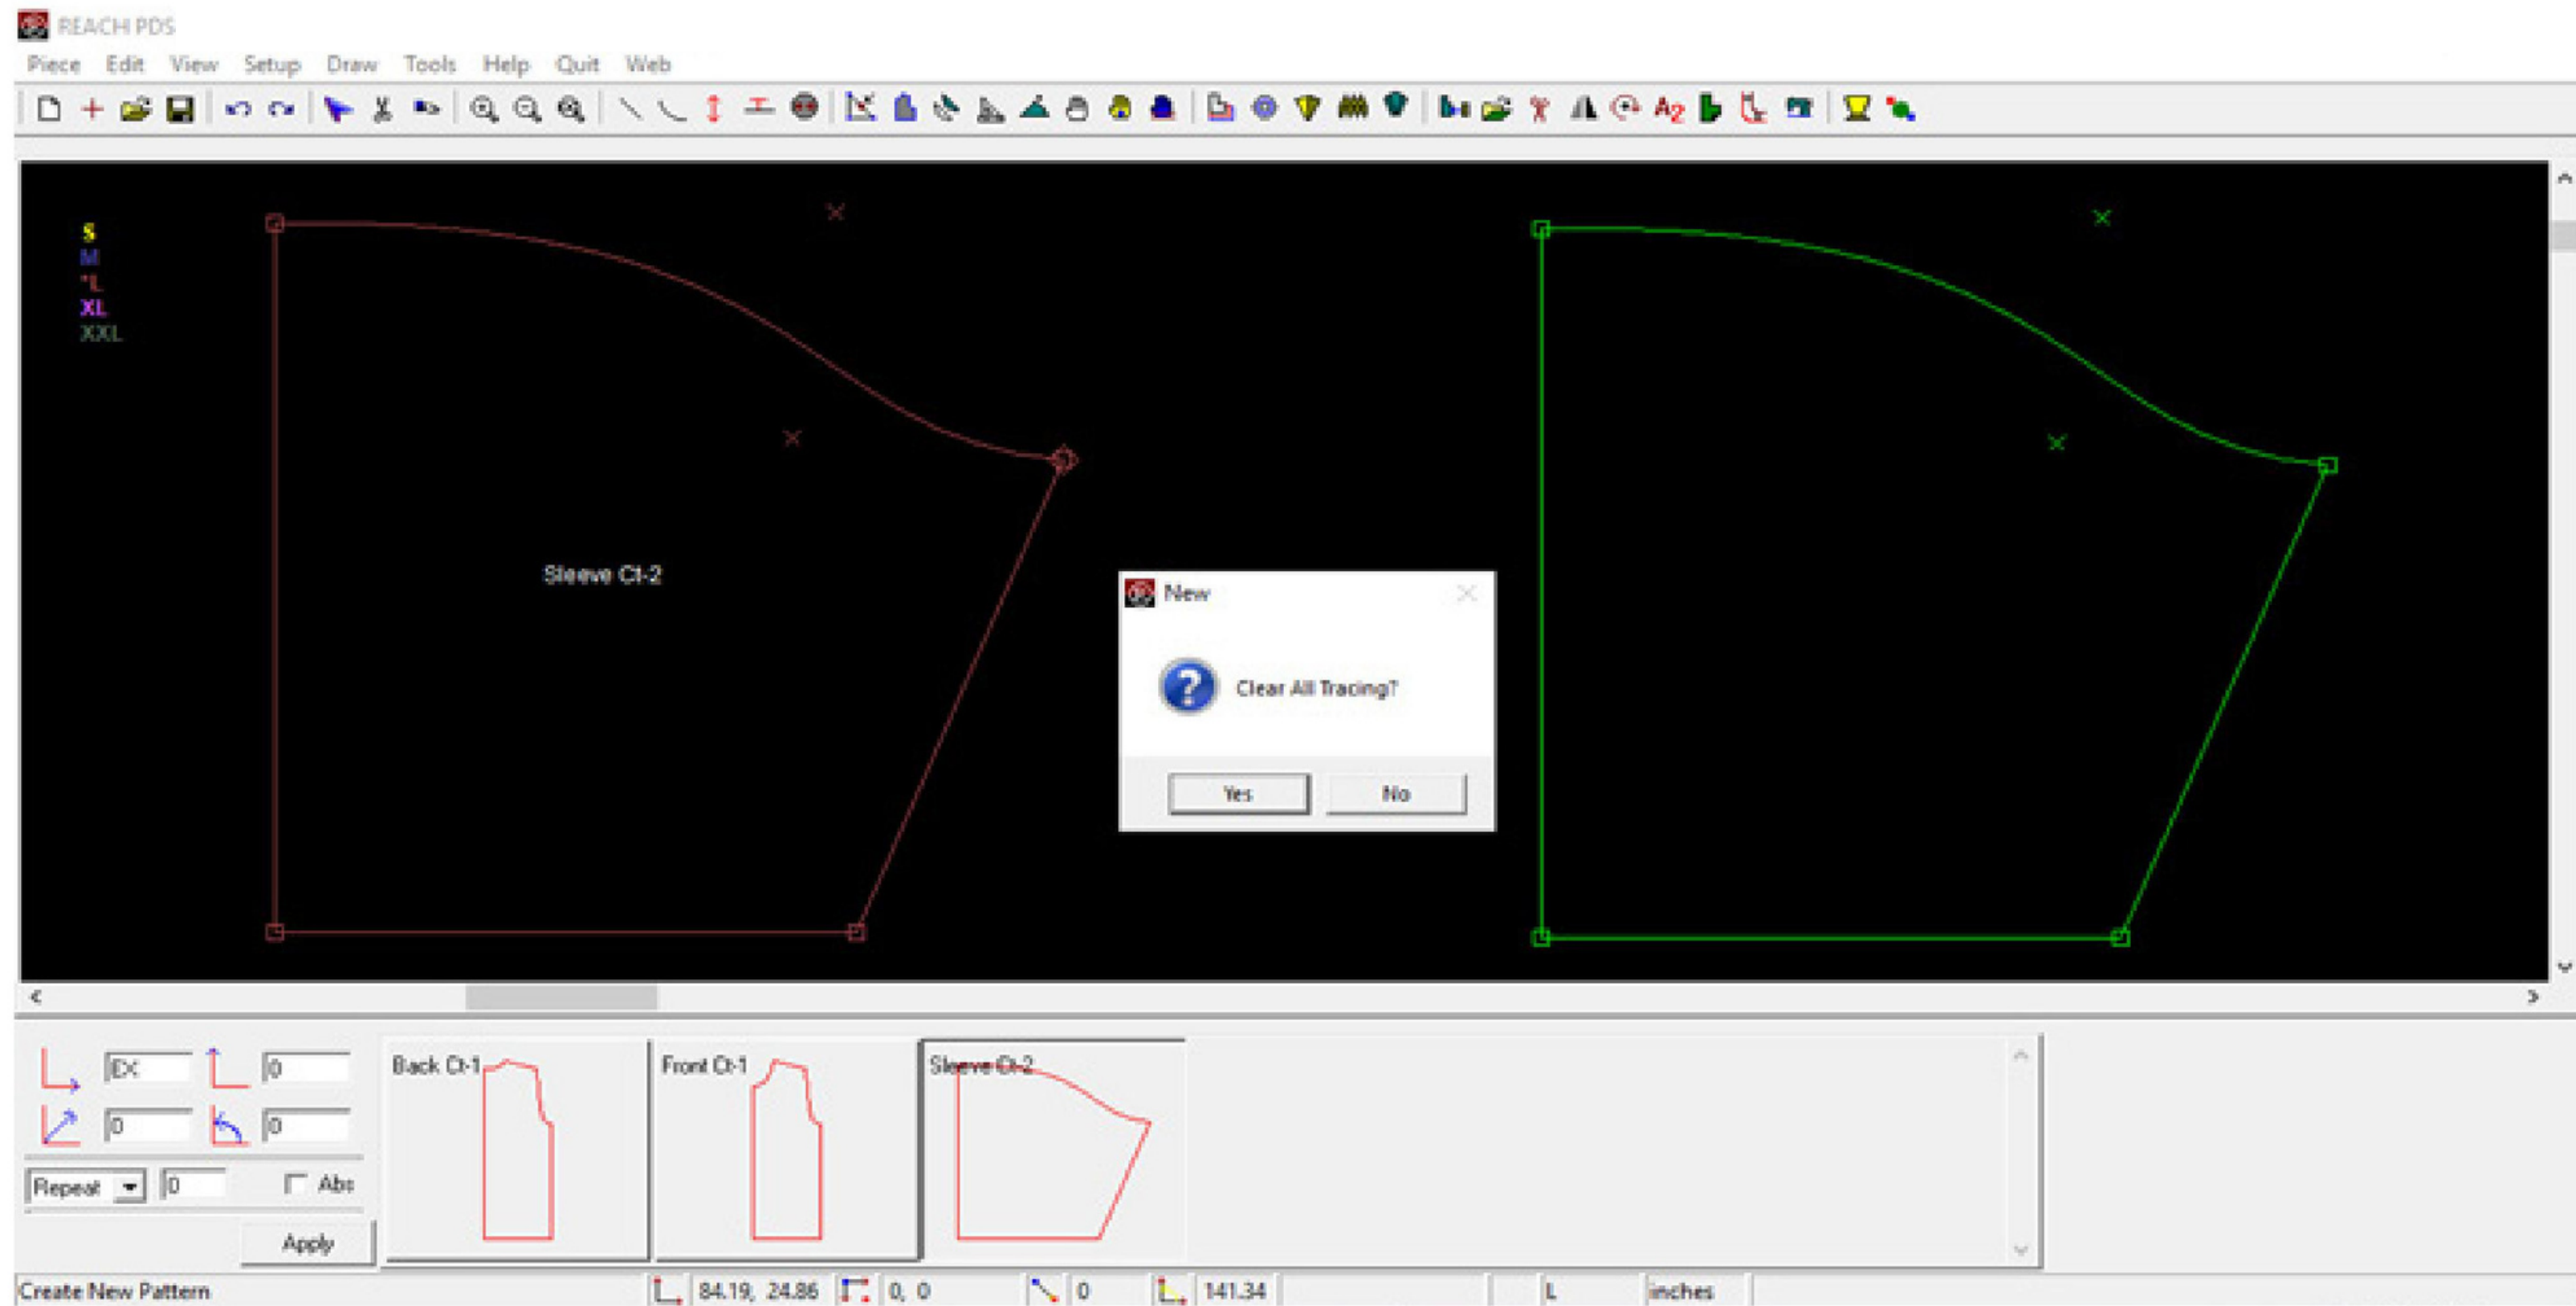 REACH PDS
Piece Edit View Setup Draw Tools Help Quit Web
A2
S
M
*L
XL
XXL
Sleeve Ct-2
New
Clear All Tracing?
Yes No
EX 0
0 0
Repeat 0 Abs
Apply
Back Ct-1 Front Ct-1 Sleeve Ct-2
Create New Pattern 84.19, 24.86 0, 0 0 141.34 L inches